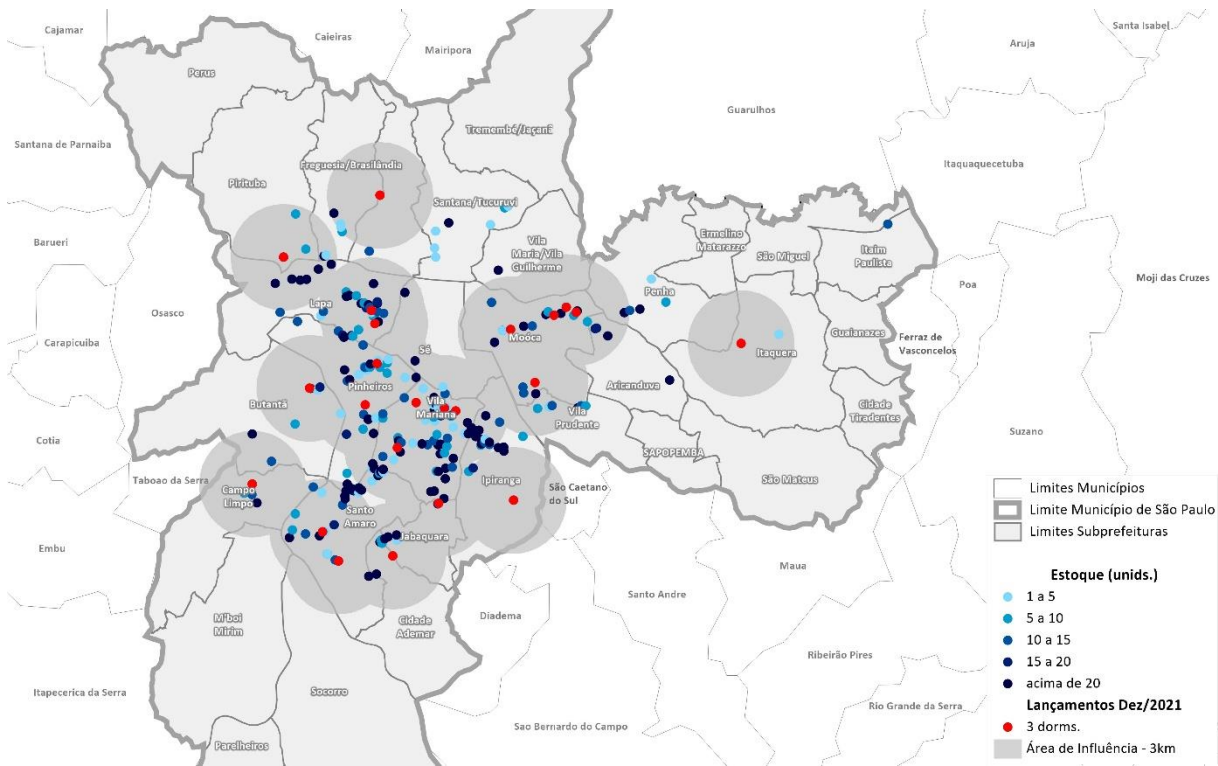 Cajamar
Caieiras
Mairipora
Santa Isabel
Aruja
Perus
Guarulhos
Tremembé/Jaçanã
Santana de Parnaiba
Freguesia/Brasilândia
Itaquaquecetuba
Pirituba
Santana/Tucuruvi
Barueri
Vila
Maria/Vila
Guilherme
Ermelino
Matarazzo
São Miguel
Itaim
Paulista
Moji das Cruzes
Poa
Penha
Osasco
Lapa
Carapicuiba
Moóca
Guaianazes
Ferraz de
Vasconcelos
Sé
Itaquera
Pinheiros
Aricanduva
Butantã
Vila
Mariana
Vila
Prudente
Cidade
Tiradentes
Suzano
Cotia
SAPOPEMBA
Taboao da Serra
São Mateus
Ipiranga
São Caetano
do Sul
Campo
Limpo
Santo
Amaro
Jabaquara
Embu
Maua
Santo Andre
Diadema
M'boi
Mirim
Cidade
Ademar
Ribeirão Pires
Itapecerica da Serra
Socorro
Rio Grande da Serra
Sao Bernardo do Campo
Parelheiros
Limites Municípios
Limite Município de São Paulo
Limites Subprefeituras
Estoque (unids.)
1 a 5
5 a 10
10 a 15
15 a 20
acima de 20
Lançamentos Dez/2021
3 dorms.
Área de Influência - 3km